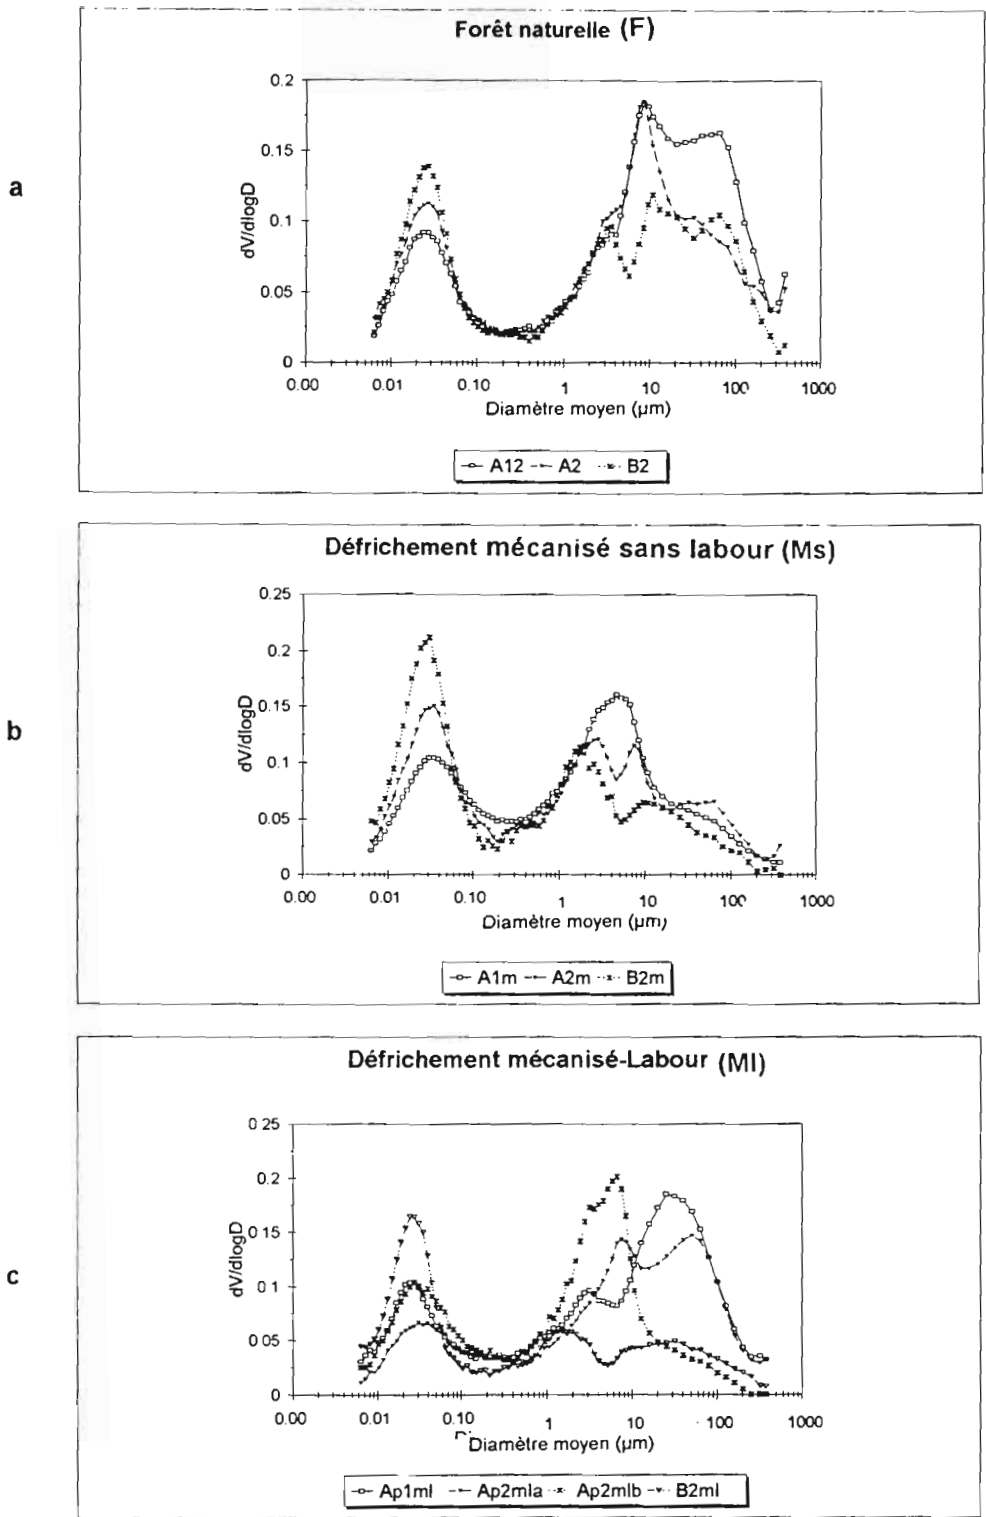 Forêt naturelle (F)
a
dV/dlogD
0.2
0.15
0.1
0.05
0
0.00 0.01 0.10 1 10 100 1000
Diamètre moyen (µm)
A12 A2 B2
Défrichement mécanisé sans labour (Ms)
b
dV/dlogD
0.25
0.2
0.15
0.1
0.05
0
0.00 0.01 0.10 1 10 100 1000
Diamètre moyen (µm)
A1m A2m B2m
Défrichement mécanisé-Labour (Ml)
c
dV/dlogD
0 25
0.2
0.15
0 1
0 05
0
0.00 0.01 0.10 1 10 100 1000
Diamètre moyen (µm)
Ap1ml Ap2mla Ap2mlb B2ml